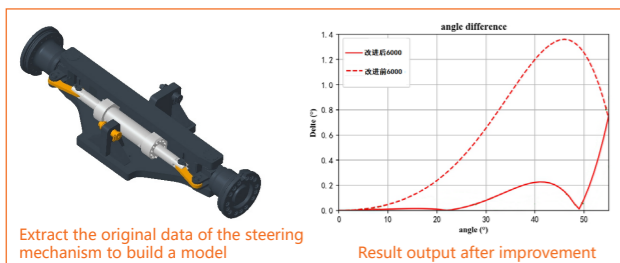 angle difference
改进后6000
改进前6000
Delte (°)
1.4
1.2
1.0
0.8
0.6
0.4
0.2
0.0
0
10
20
30
40
50
angle (°)
Extract the original data of the steering
mechanism to build a model
Result output after improvement